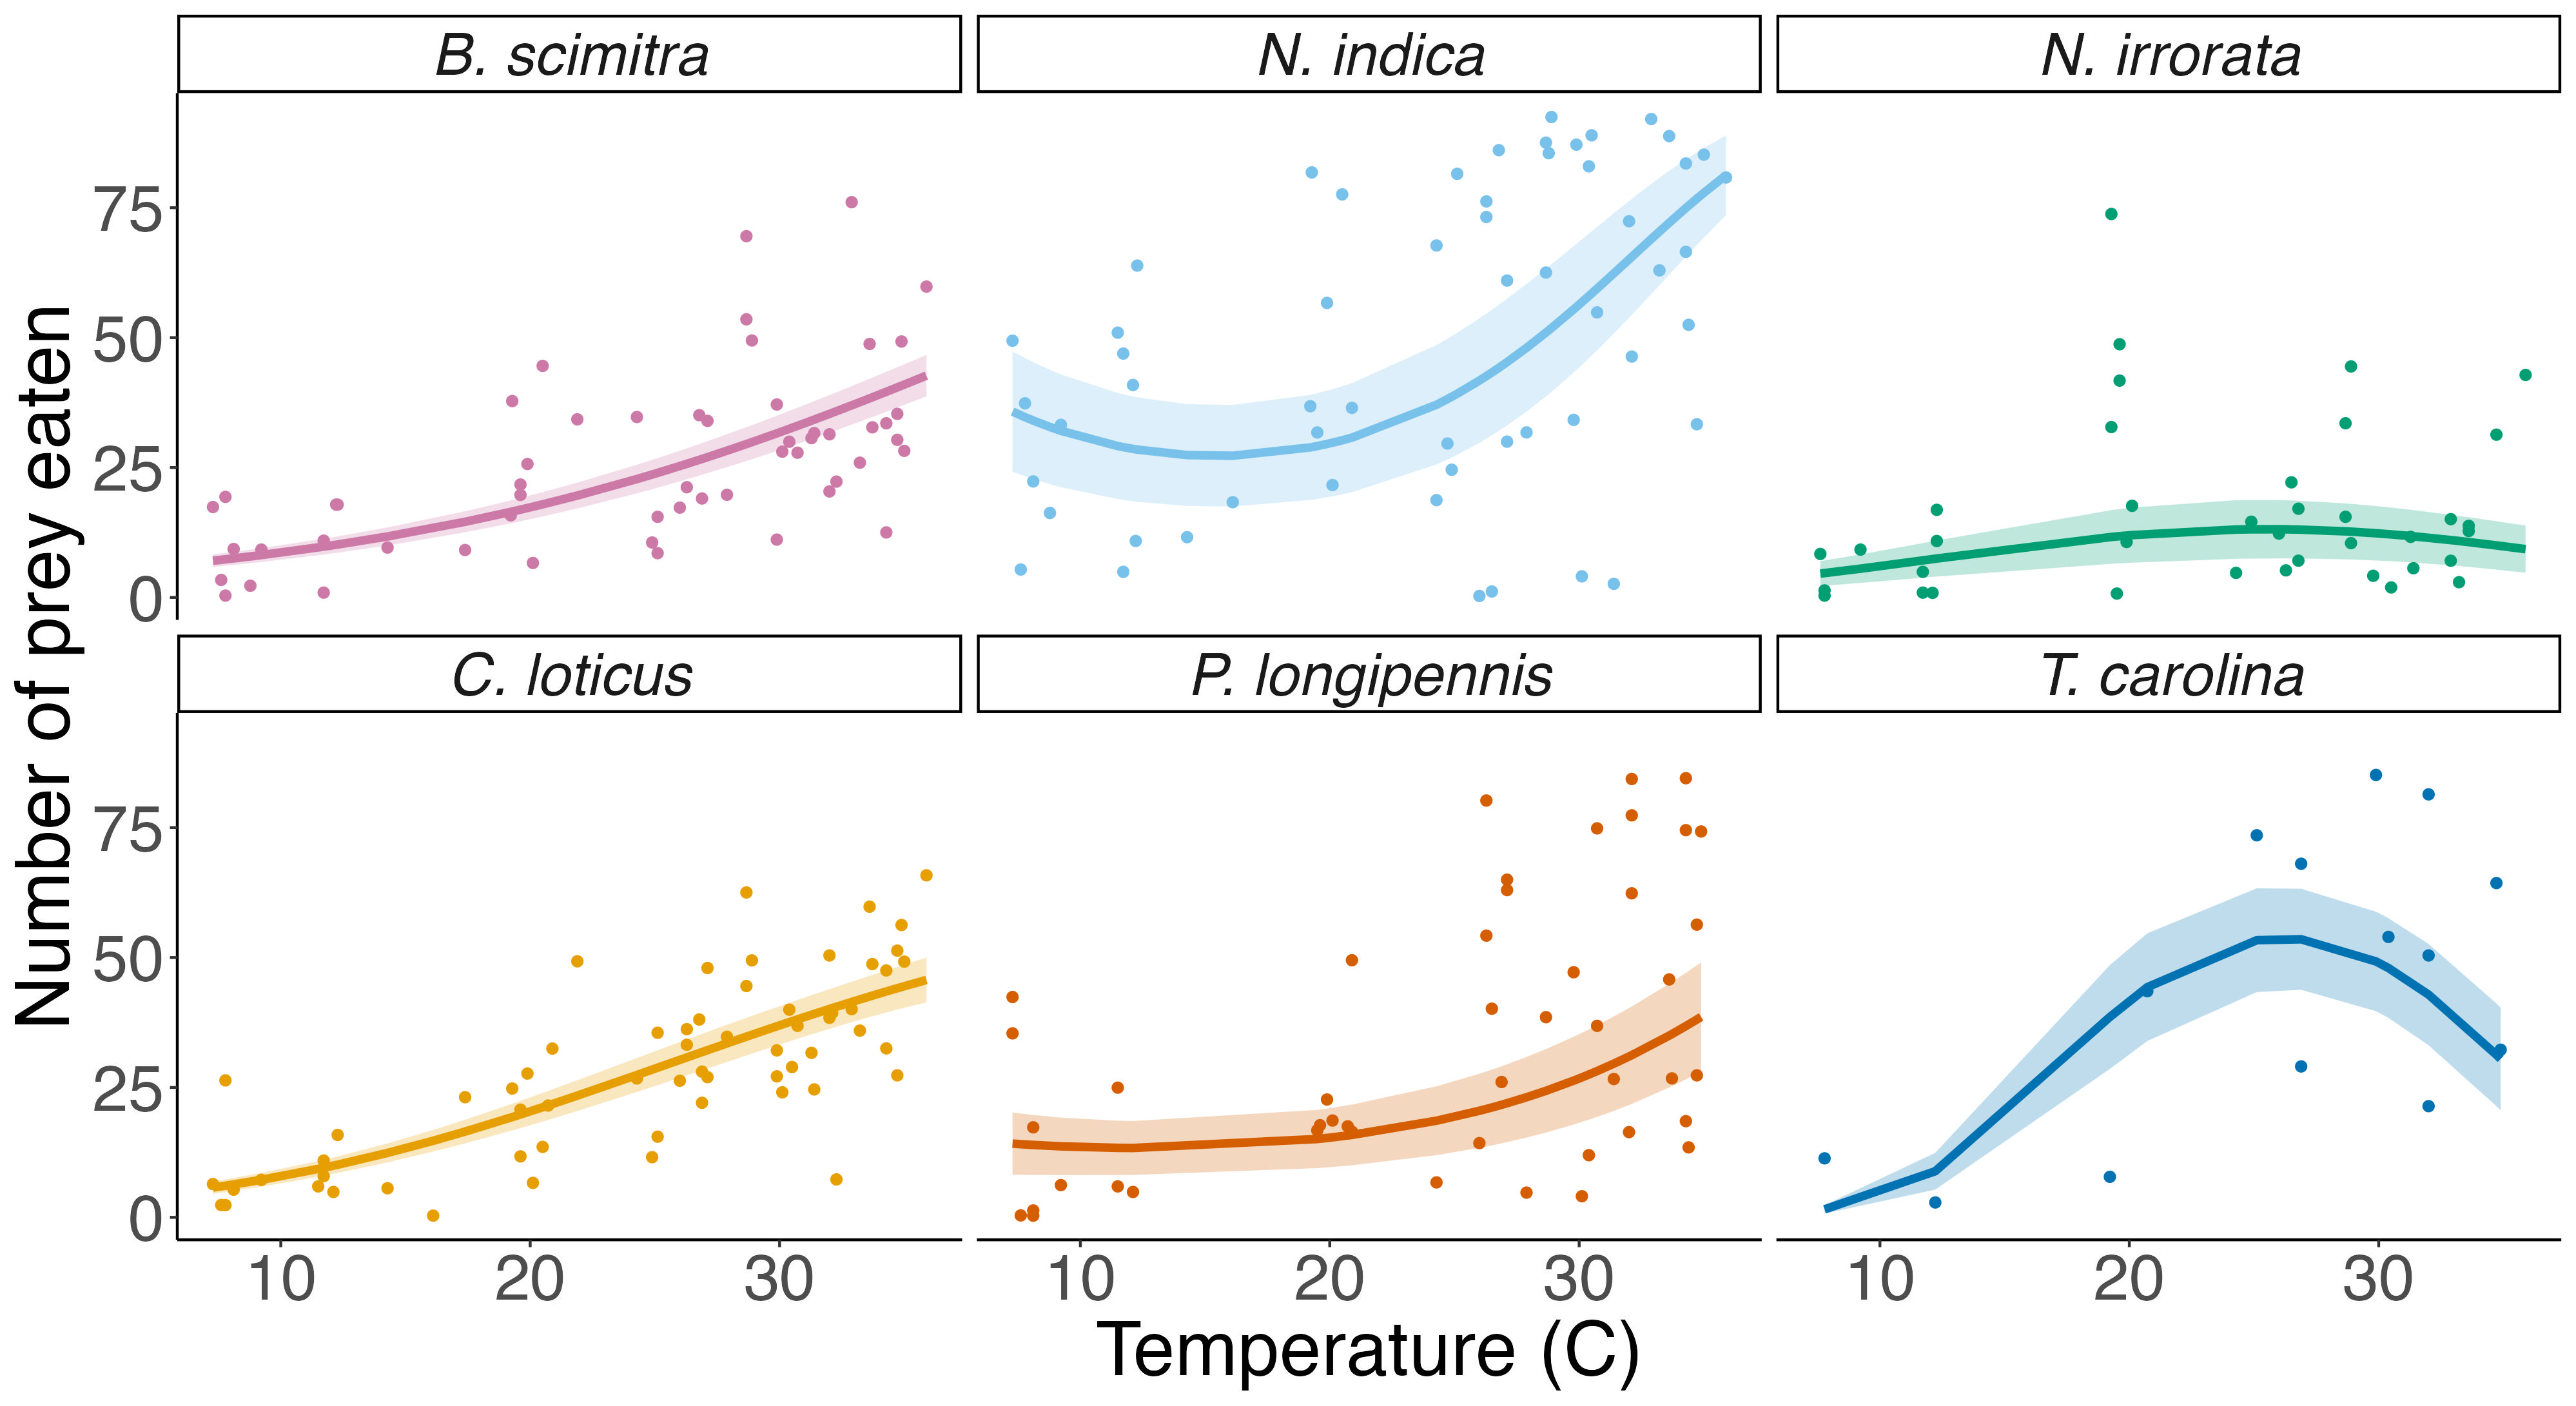 B. scimitra
N. indica
N. irrorata
75
50
25
0
C. loticus
P. longipennis
T. carolina
75
50
25
0
Number of prey eaten
10 20 30
10 20 30
10 20 30
Temperature (C)